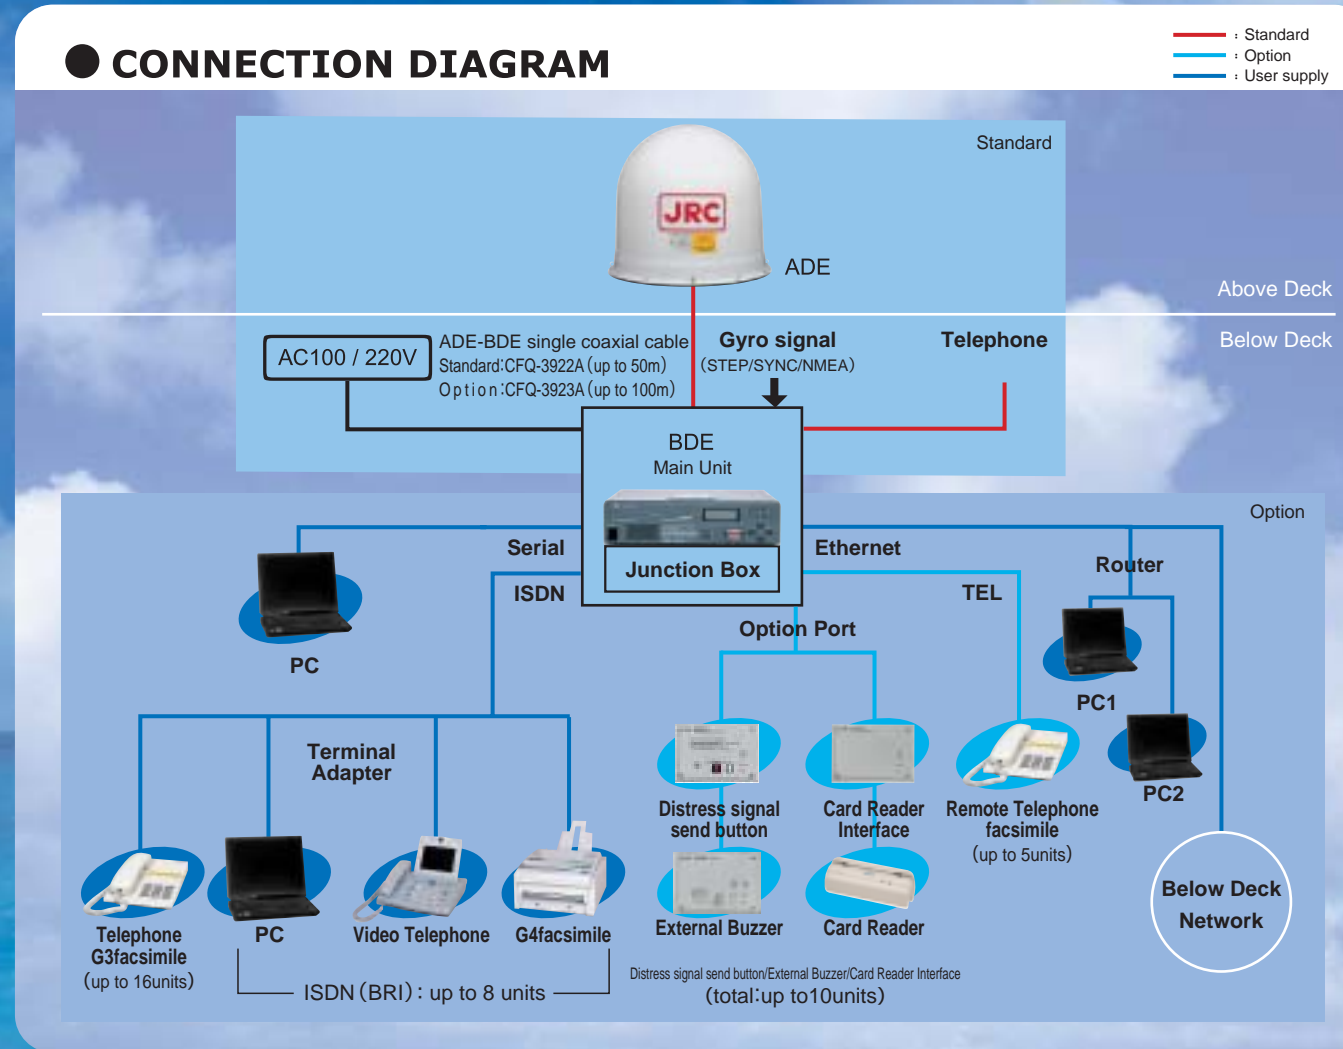 ● CONNECTION DIAGRAM
: Standard
: Option
: User supply
Standard
JRC
ADE
Above Deck
Below Deck
AC100 / 220V
ADE-BDE single coaxial cable
Standard:CFQ-3922A (up to 50m)
Option:CFQ-3923A (up to 100m)
Gyro signal
(STEP/SYNC/NMEA)
Telephone
BDE
Main Unit
Junction Box
Option
Serial
ISDN
Ethernet
TEL
Router
Option Port
PC
PC1
PC2
Terminal
Adapter
Distress signal
send button
Card Reader
Interface
Remote Telephone
facsimile
(up to 5units)
Telephone
G3facsimile
(up to 16units)
PC
Video Telephone
G4facsimile
External Buzzer
Card Reader
Below Deck
Network
ISDN (BRI) : up to 8 units
Distress signal send button/External Buzzer/Card Reader Interface
(total:up to10units)